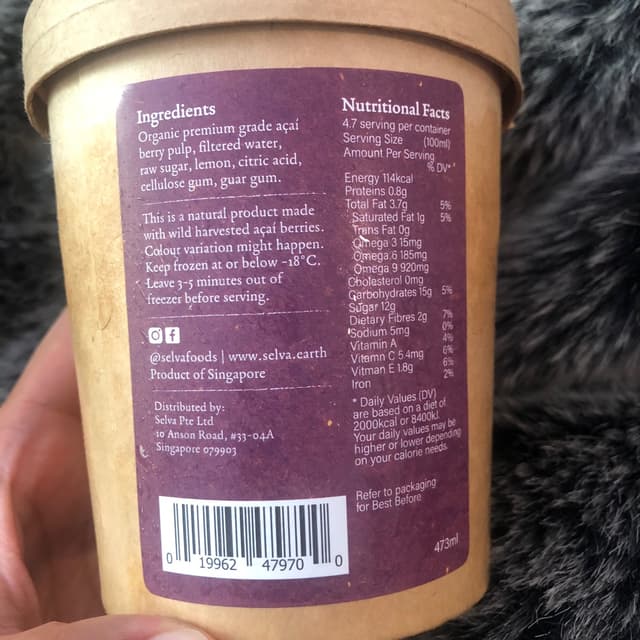 Ingredients
Organic premium grade açaí
berry pulp, filtered water,
raw sugar, lemon, citric acid,
cellulose gum, guar gum.
This is a natural product made
with wild harvested açaí berries.
Colour variation might happen.
Keep frozen at or below -18°C.
Leave 3-5 minutes out of
freezer before serving.
@selvafoods | www.selva.earth
Product of Singapore
Distributed by:
Selva Pte Ltd
10 Anson Road, #33-04A
Singapore 079903
0 19962 47970 0
Nutritional Facts
4.7 serving per container
Serving Size (100ml)
Amount Per Serving
% DV*
Energy 114kcal
Proteins 0.8g
Total Fat 3.7g 5%
Saturated Fat 1g 5%
Trans Fat 0g
Omega 3 15mg
Omega 6 185mg
Omega 9 920mg
Cholesterol 0mg
Carbohydrates 15g 5%
Sugar 12g
Dietary Fibres 2g 7%
Sodium 5mg 0%
Vitamin A 4%
Vitamn C 5.4mg 6%
Vitman E 1.8g 6%
Iron 2%
* Daily Values (DV)
are based on a diet of
2000kcal or 8400kJ.
Your daily values may be
higher or lower depending
on your calorie needs.
Refer to packaging
for Best Before
473ml